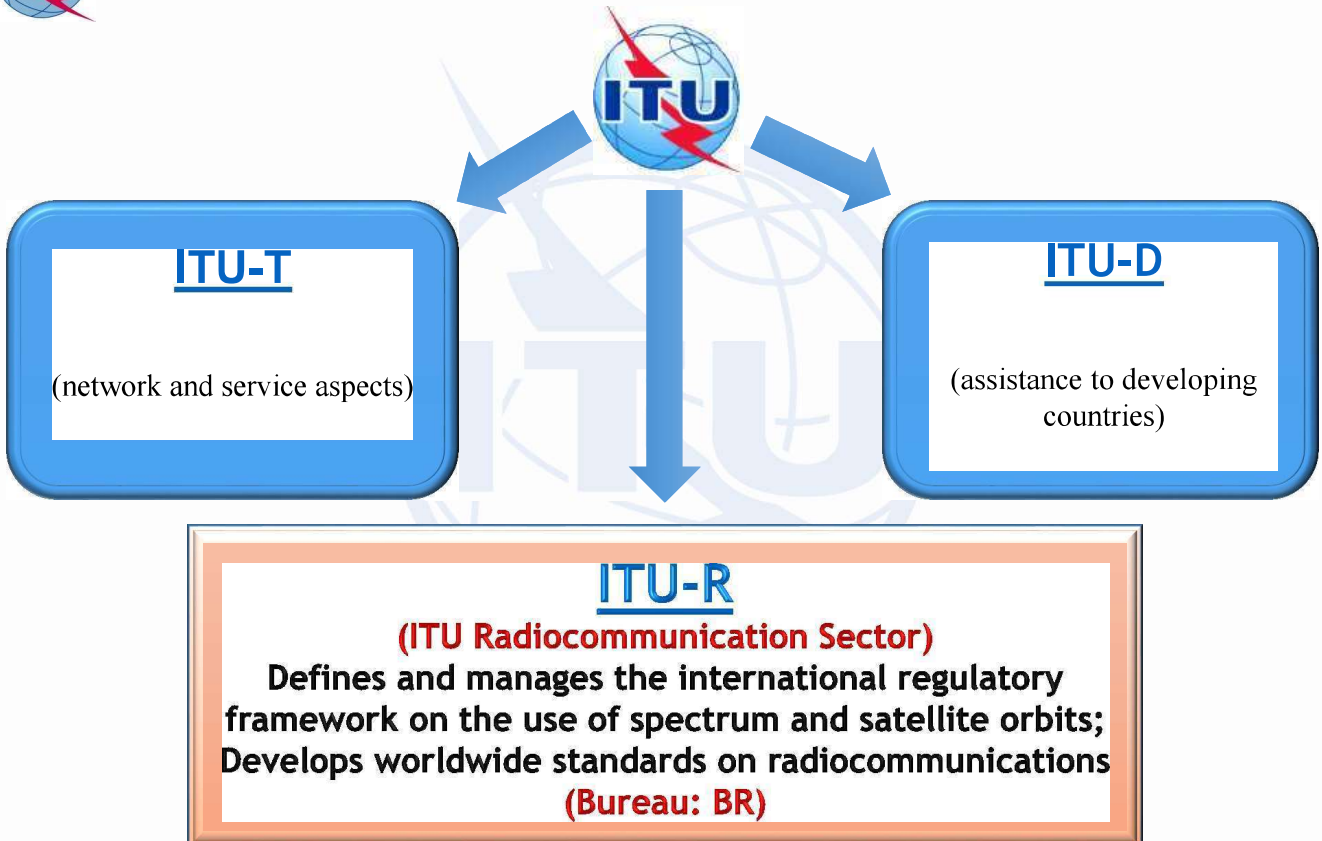 ITU
ITU-T
(network and service aspects)
ITU-D
(assistance to developing
countries)
ITU
ITU-R
(ITU Radiocommunication Sector)
Defines and manages the international regulatory
framework on the use of spectrum and satellite orbits;
Develops worldwide standards on radiocommunications
(Bureau: BR)